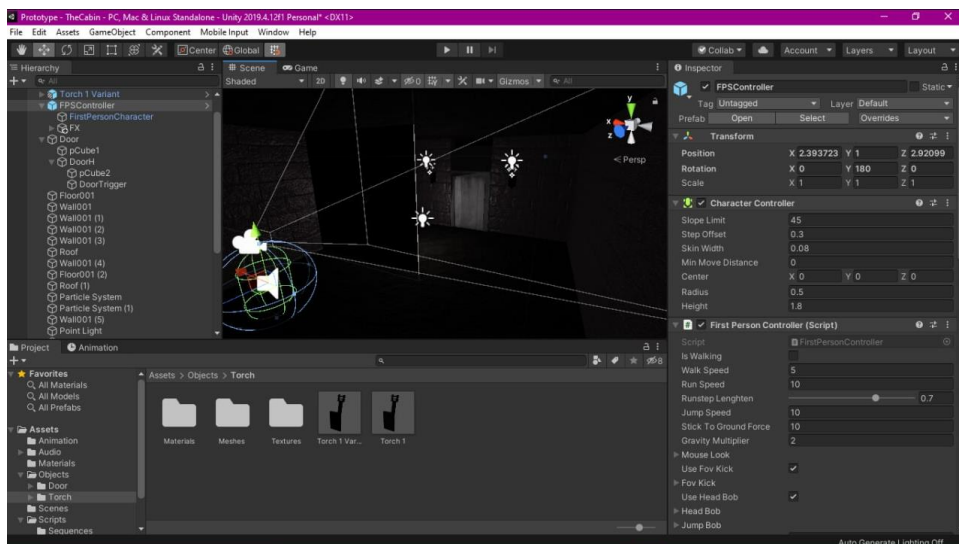 Prototype - TheCabin - PC, Mac & Linux Standalone - Unity 2019.4.12f1 Personal* <DX11>
File Edit Assets GameObject Component Mobile Input Window Help
Center Global Collab Account Layers Layout
Hierarchy
All
Torch 1 Variant
FPSController
FirstPersonCharacter
FX
Door
pCube1
DoorH
pCube2
DoorTrigger
Floor001
Wall001
Wall001 (1)
Wall001 (2)
Wall001 (3)
Roof
Wall001 (4)
Floor001 (2)
Roof (1)
Particle System
Particle System (1)
Wall001 (5)
Point Light
Scene Game
Shaded 2D 0 Gizmos All
y
x
z
Persp
Inspector
FPSController Static
Tag Untagged Layer Default
Prefab Open Select Overrides
Transform
Position X 2.393723 Y 1 Z 2.92099
Rotation X 0 Y 180 Z 0
Scale X 1 Y 1 Z 1
Character Controller
Slope Limit 45
Step Offset 0.3
Skin Width 0.08
Min Move Distance 0
Center X 0 Y 0 Z 0
Radius 0.5
Height 1.8
First Person Controller (Script)
Script FirstPersonController
Is Walking
Walk Speed 5
Run Speed 10
Runstep Lenghten 0.7
Jump Speed 10
Stick To Ground Force 10
Gravity Multiplier 2
Mouse Look
Use Fov Kick
Fov Kick
Use Head Bob
Head Bob
Jump Bob
Project Animation
8
Favorites
All Materials
All Models
All Prefabs
Assets
Animation
Audio
Materials
Objects
Door
Torch
Scenes
Scripts
Sequences
Assets > Objects > Torch
Materials Meshes Textures Torch 1 Var... Torch 1
Auto Generate Lighting Off